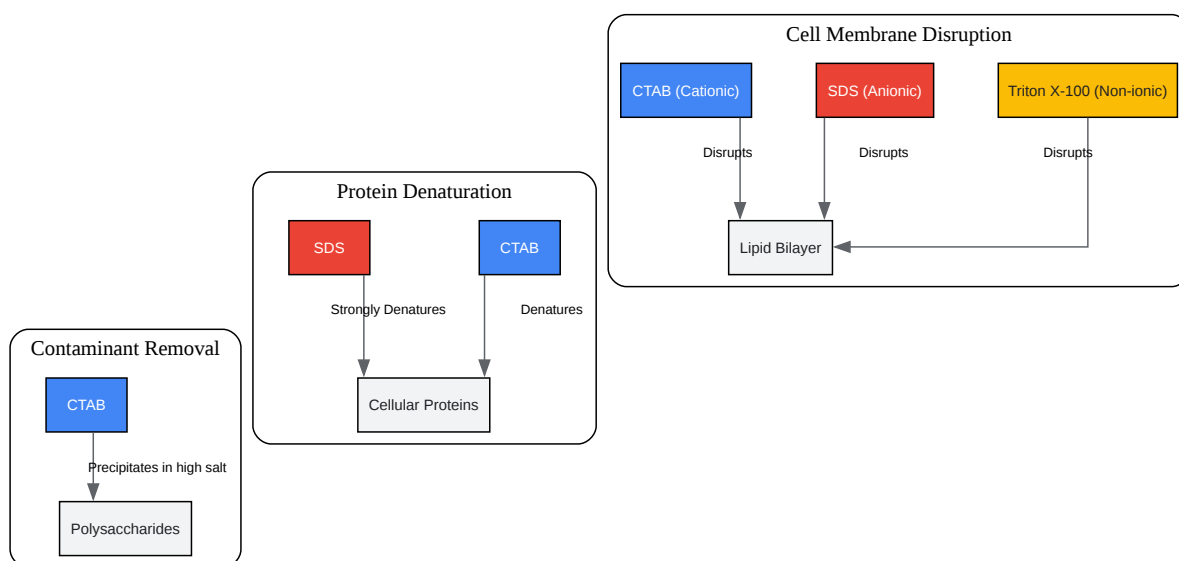 Cell Membrane Disruption
CTAB (Cationic)
SDS (Anionic)
Triton X-100 (Non-ionic)
Disrupts
Disrupts
Disrupts
Lipid Bilayer
Protein Denaturation
SDS
CTAB
Strongly Denatures
Denatures
Cellular Proteins
Contaminant Removal
CTAB
Precipitates in high salt
Polysaccharides